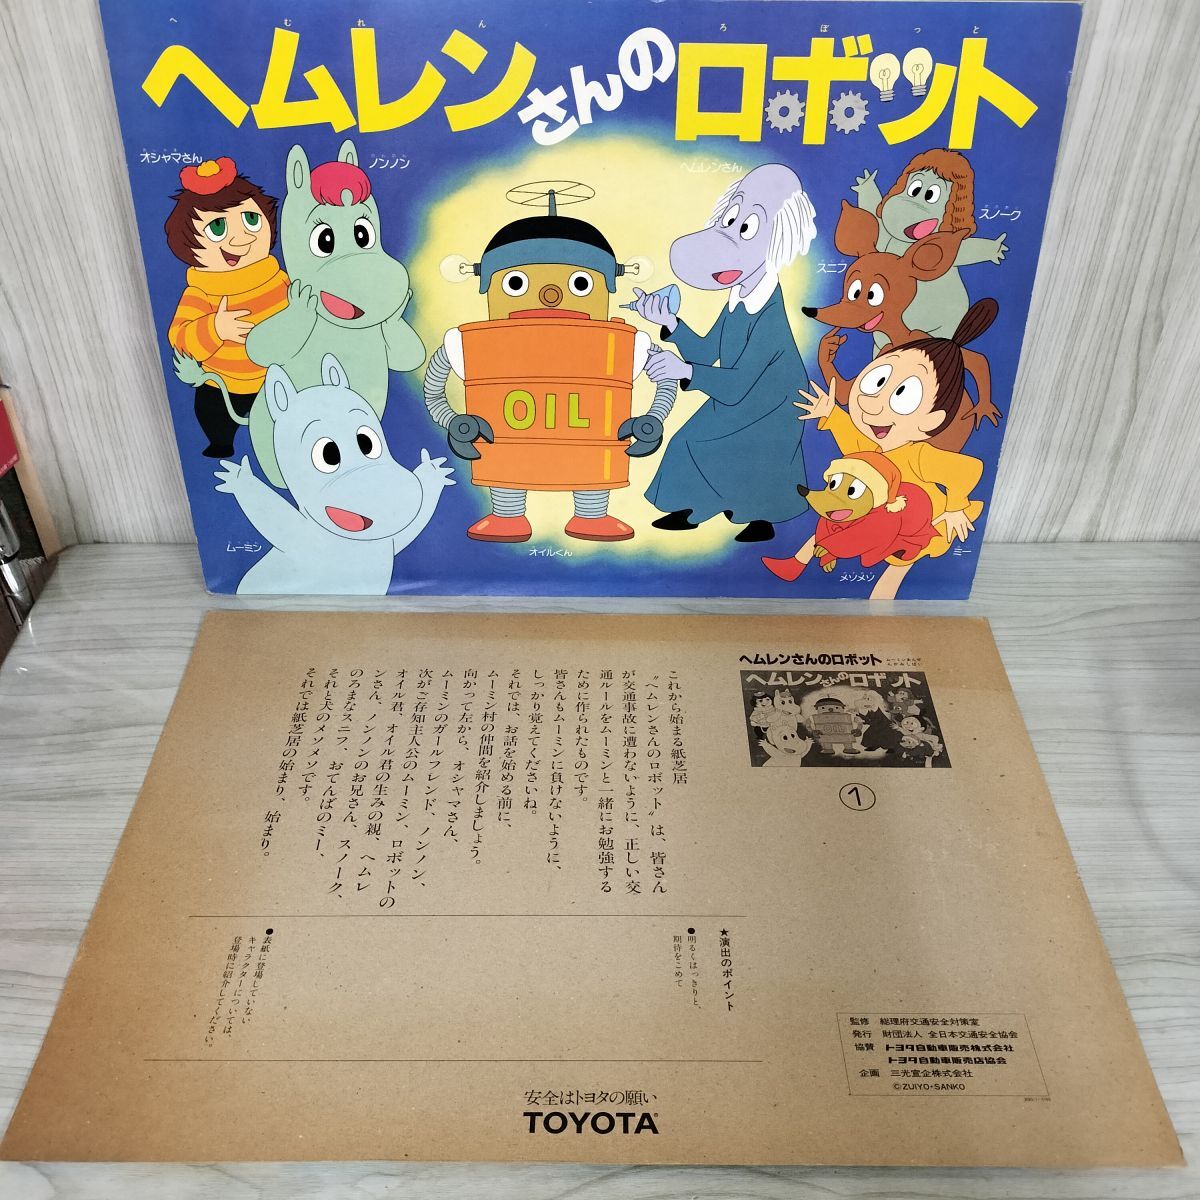 へむれん
ろぼっと
ヘムレンさんのロボット
オシャマさん
ノンノン
ヘムレンさん
スノーク
スニフ
OIL
ムーミン
オイルくん
メソメソ
ミー
ヘムレンさんのロボット
ヘムレンさんのロボット
OIL
①
これから始まる紙芝居
〝ヘムレンさんのロボット〟は、皆さん
が交通事故に遭わないように、正しい交
通ルールをムーミンと一緒にお勉強する
ために作られたものです。
皆さんもムーミンに負けないように、
しっかり覚えてくださいね。
それでは、お話を始める前に、
ムーミン村の仲間を紹介しましょう。
向かって左から、オシャマさん、
ムーミンのガールフレンド、ノンノン、
次がご存知主人公のムーミン、ロボットの
オイル君、オイル君の生みの親、ヘムレ
ンさん、ノンノンのお兄さん、スノーク、
のろまなスニフ、おてんばのミー、
それと犬のメソメソです。
それでは紙芝居の始まり、始まり。
★演出のポイント
●明るくはっきりと、
期待をこめて
●表紙に登場していない
キャラクターについては、
登場時に紹介してください。
監修 総理府交通安全対策室
発行 財団法人 全日本交通安全協会
協賛 トヨタ自動車販売株式会社
トヨタ自動車販売店協会
企画 三光宣企株式会社
©ZUIYO・SANKO
安全はトヨタの願い
TOYOTA